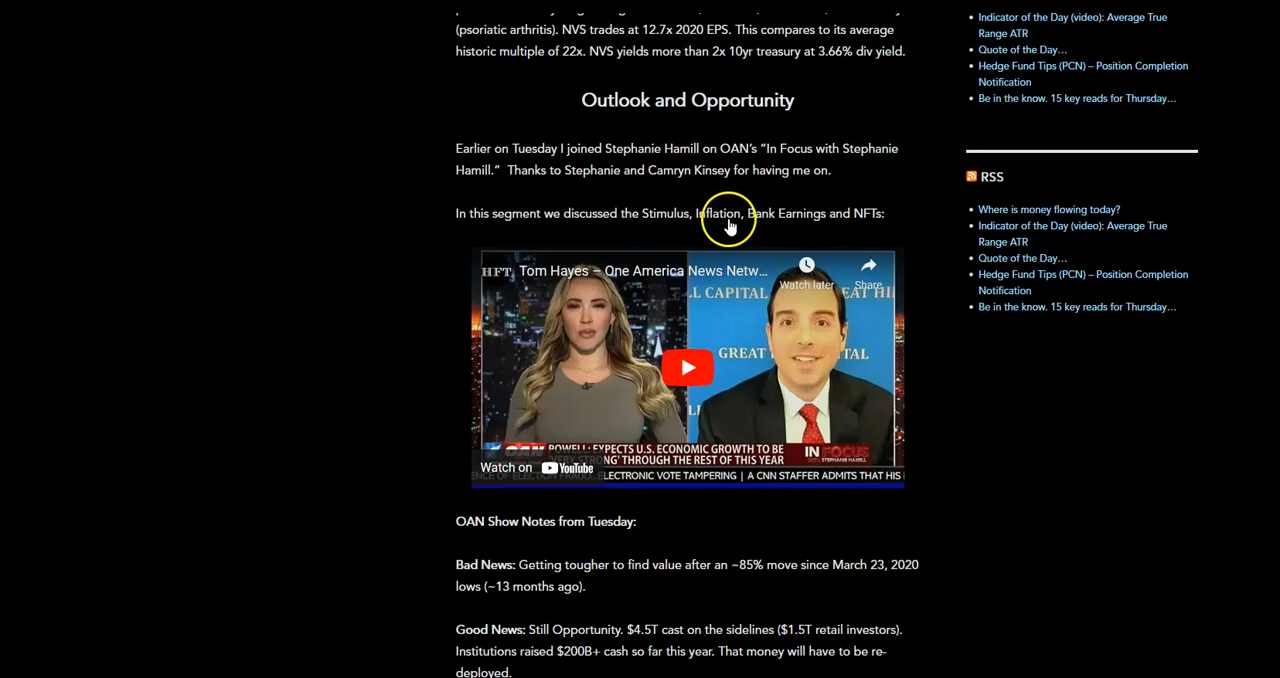 (psoriatic arthritis). NVS trades at 12.7x 2020 EPS. This compares to its average
historic multiple of 22x. NVS yields more than 2x 10yr treasury at 3.66% div yield.
Outlook and Opportunity
Earlier on Tuesday I joined Stephanie Hamill on OAN's “In Focus with Stephanie
Hamill.” Thanks to Stephanie and Camryn Kinsey for having me on.
In this segment we discussed the Stimulus, Inflation, Bank Earnings and NFTs:
HFT Tom Hayes – One America News Netw...
Watch later
Share
L CAPITAL
EAT HI
GREAT
TAL
POWELL: EXPECTS U.S. ECONOMIC GROWTH TO BE
'VERY STRONG' THROUGH THE REST OF THIS YEAR
OAN
IN
FOCUS
WITH STEPHANIE HAMILL
Watch on YouTube
ELECTRONIC VOTE TAMPERING | A CNN STAFFER ADMITS THAT HIS
OAN Show Notes from Tuesday:
Bad News: Getting tougher to find value after an ~85% move since March 23, 2020
lows (~13 months ago).
Good News: Still Opportunity. $4.5T cast on the sidelines ($1.5T retail investors).
Institutions raised $200B+ cash so far this year. That money will have to be re-
deployed.
Indicator of the Day (video): Average True
Range ATR
Quote of the Day…
Hedge Fund Tips (PCN) – Position Completion
Notification
Be in the know. 15 key reads for Thursday…
RSS
Where is money flowing today?
Indicator of the Day (video): Average True
Range ATR
Quote of the Day…
Hedge Fund Tips (PCN) – Position Completion
Notification
Be in the know. 15 key reads for Thursday…